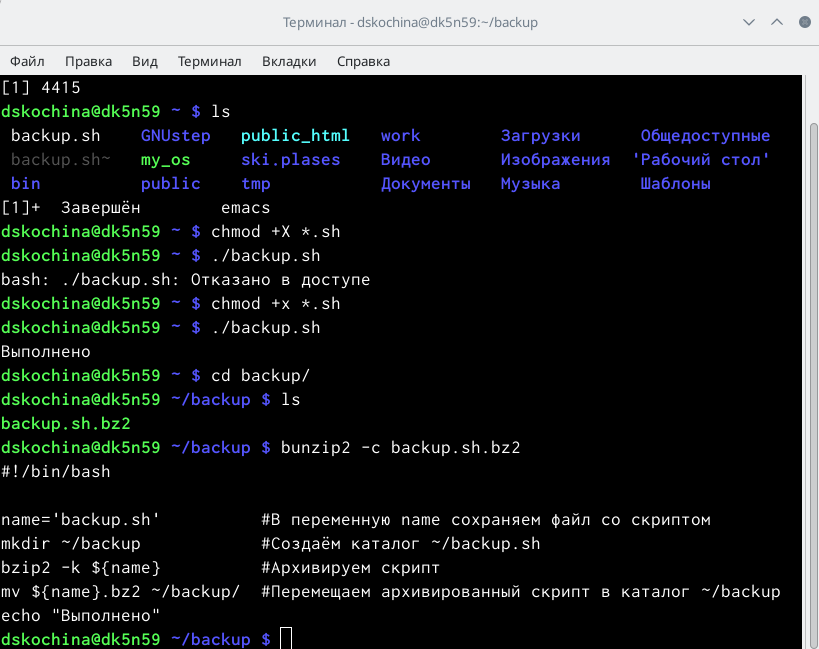 Терминал - dskochina@dk5n59:~/backup
Файл Правка Вид Терминал Вкладки Справка
[1] 4415
dskochina@dk5n59 ~ $ ls
backup.sh GNUstep public_html work Загрузки Общедоступные
backup.sh~ my_os ski.plases Видео Изображения 'Рабочий стол'
bin public tmp Документы Музыка Шаблоны
[1]+ Завершён emacs
dskochina@dk5n59 ~ $ chmod +X *.sh
dskochina@dk5n59 ~ $ ./backup.sh
bash: ./backup.sh: Отказано в доступе
dskochina@dk5n59 ~ $ chmod +x *.sh
dskochina@dk5n59 ~ $ ./backup.sh
Выполнено
dskochina@dk5n59 ~ $ cd backup/
dskochina@dk5n59 ~/backup $ ls
backup.sh.bz2
dskochina@dk5n59 ~/backup $ bunzip2 -c backup.sh.bz2
#!/bin/bash
name='backup.sh' #В переменную name сохраняем файл со скриптом
mkdir ~/backup #Создаём каталог ~/backup.sh
bzip2 -k ${name} #Архивируем скрипт
mv ${name}.bz2 ~/backup/ #Перемещаем архивированный скрипт в каталог ~/backup
echo "Выполнено"
dskochina@dk5n59 ~/backup $